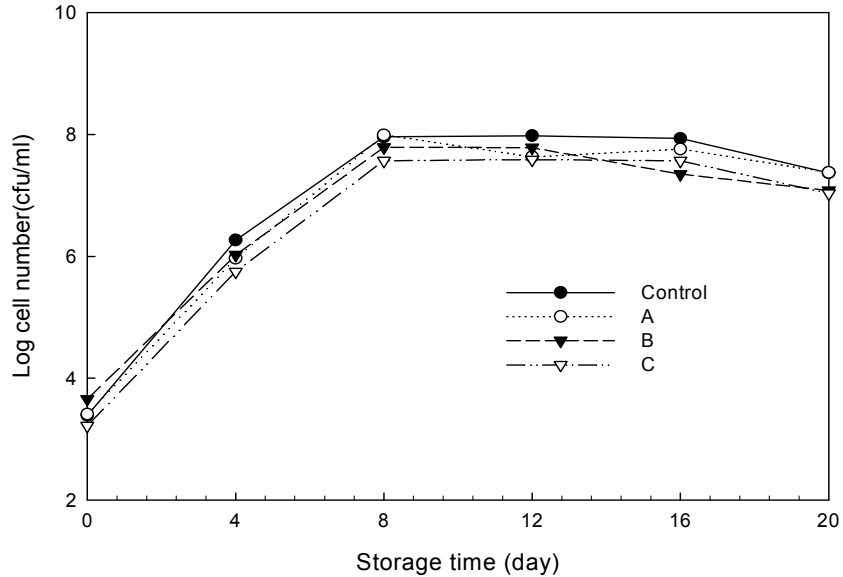 10
8
6
4
2
Log cell number(cfu/ml)
Control
A
B
C
0 4 8 12 16 20
Storage time (day)